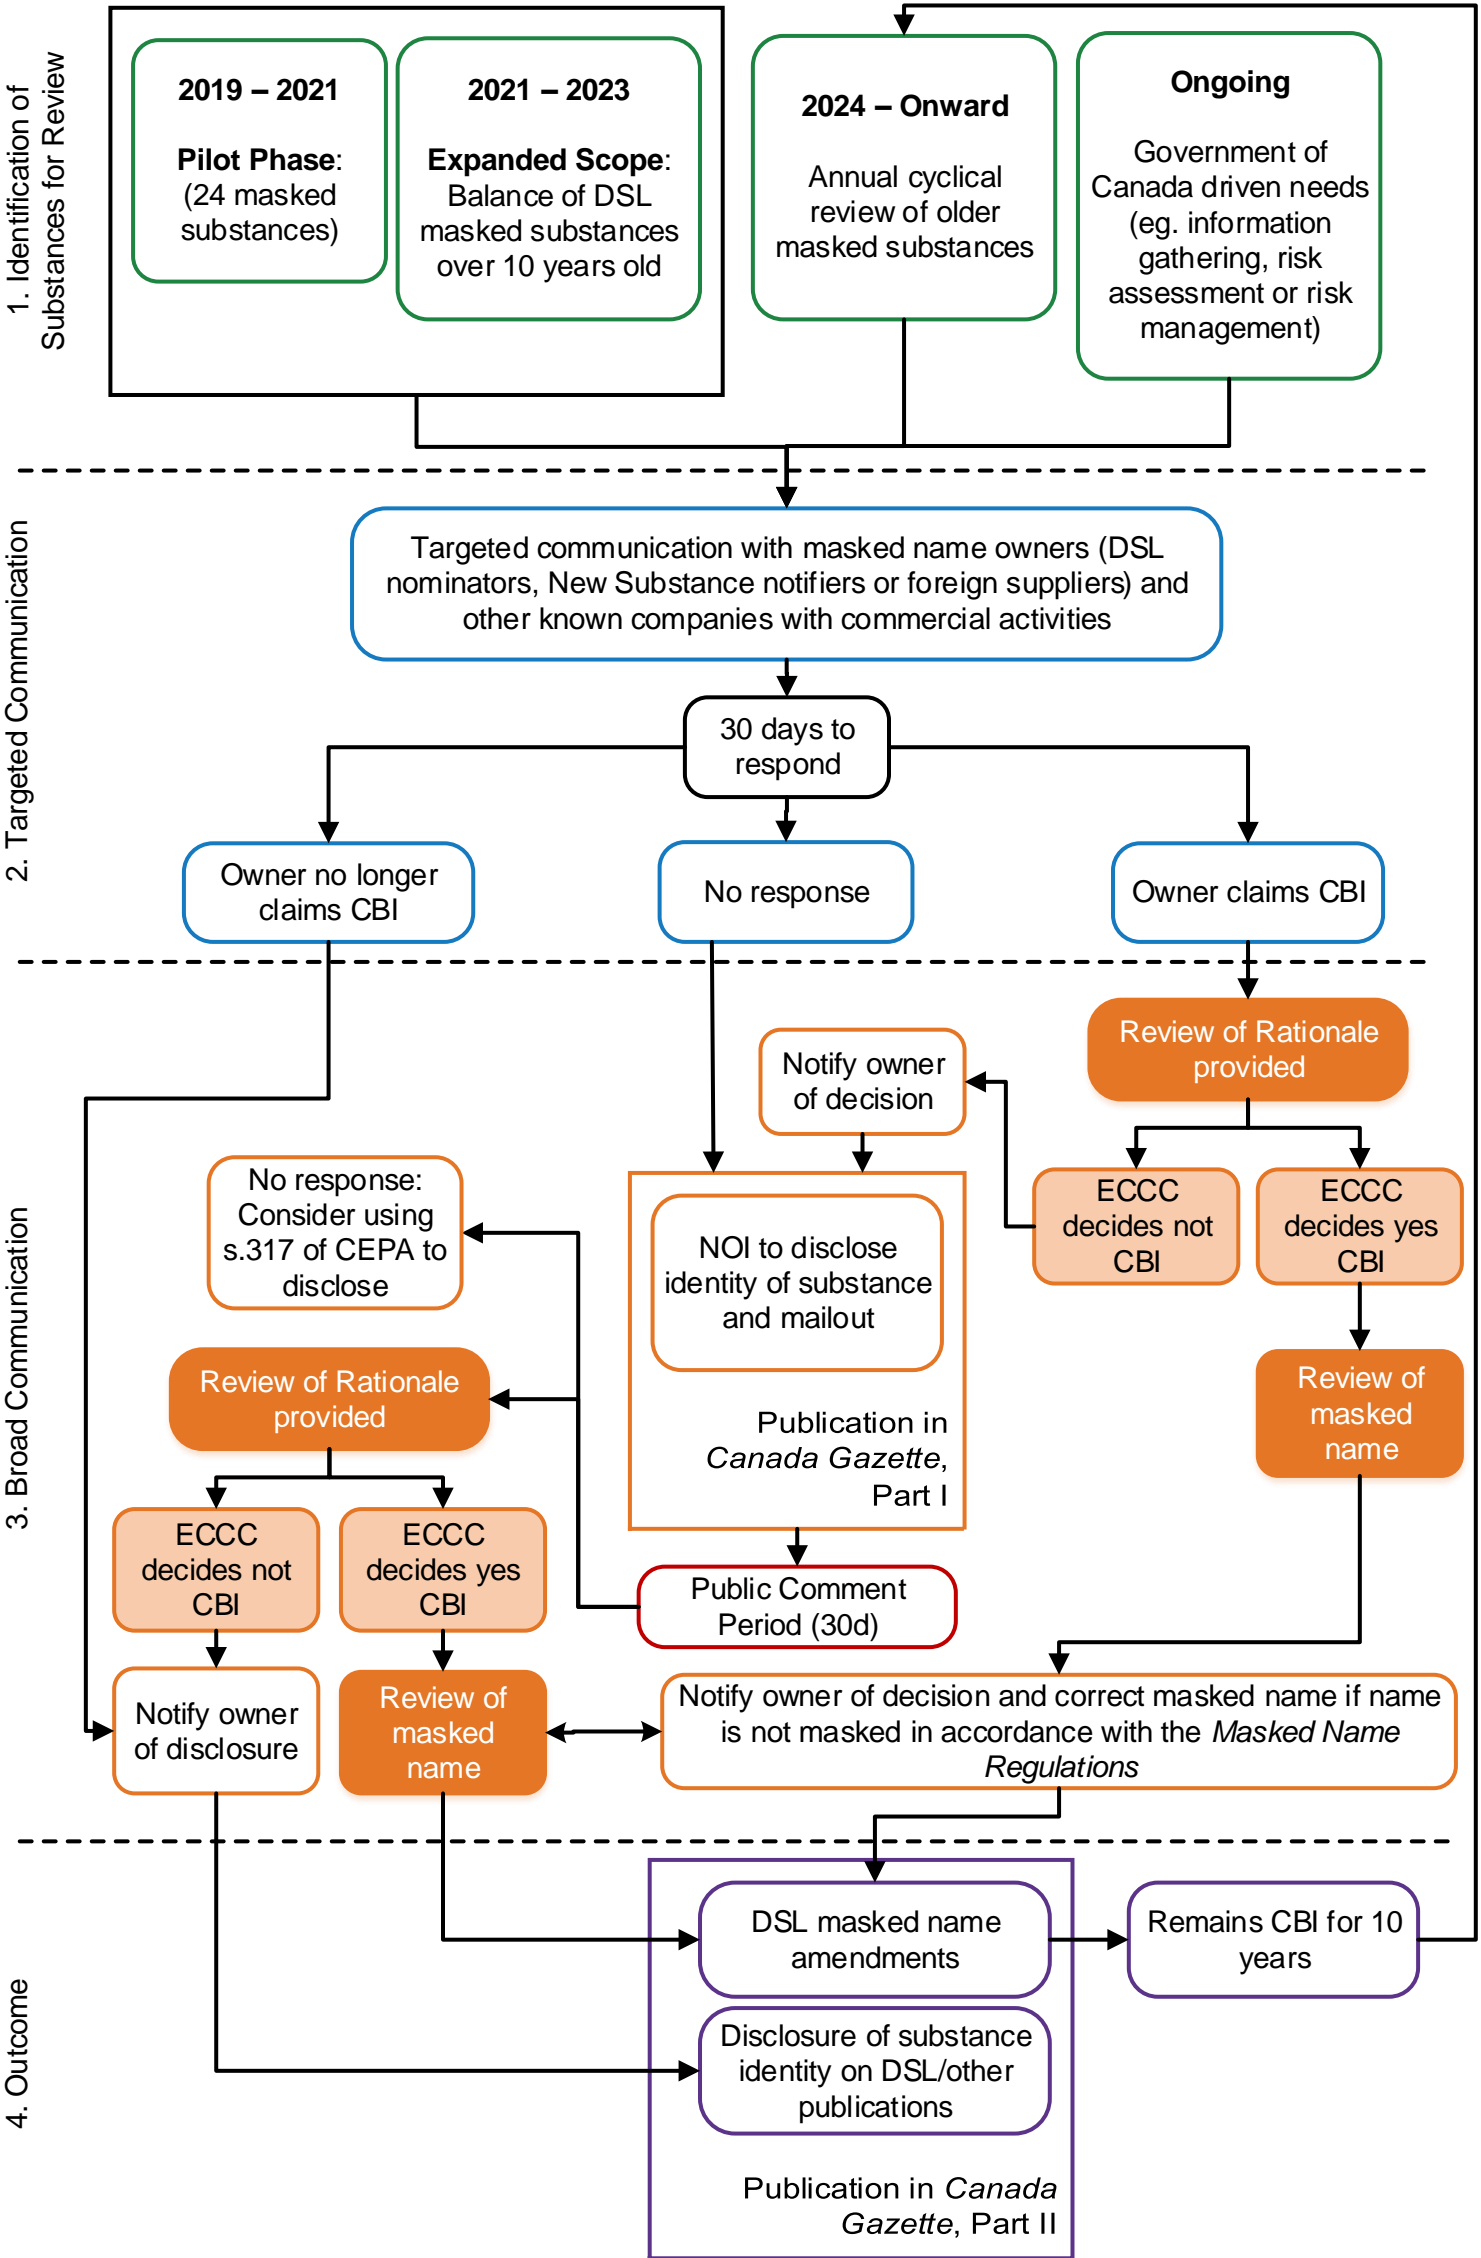 1. Identification of
Substances for Review
2019 – 2021
Pilot Phase:
(24 masked
substances)
2021 – 2023
Expanded Scope:
Balance of DSL
masked substances
over 10 years old
2024 – Onward
Annual cyclical
review of older
masked substances
Ongoing
Government of
Canada driven needs
(eg. information
gathering, risk
assessment or risk
management)
2. Targeted Communication
Targeted communication with masked name owners (DSL
nominators, New Substance notifiers or foreign suppliers) and
other known companies with commercial activities
30 days to
respond
Owner no longer
claims CBI
No response
Owner claims CBI
3. Broad Communication
Review of Rationale
provided
Notify owner
of decision
ECCC
decides not
CBI
ECCC
decides yes
CBI
No response:
Consider using
s.317 of CEPA to
disclose
NOI to disclose
identity of substance
and mailout
Publication in
Canada Gazette,
Part I
Review of Rationale
provided
Review of
masked
name
ECCC
decides not
CBI
ECCC
decides yes
CBI
Public Comment
Period (30d)
Notify owner
of disclosure
Review of
masked
name
Notify owner of decision and correct masked name if name
is not masked in accordance with the Masked Name
Regulations
4. Outcome
DSL masked name
amendments
Remains CBI for 10
years
Disclosure of substance
identity on DSL/other
publications
Publication in Canada
Gazette, Part II